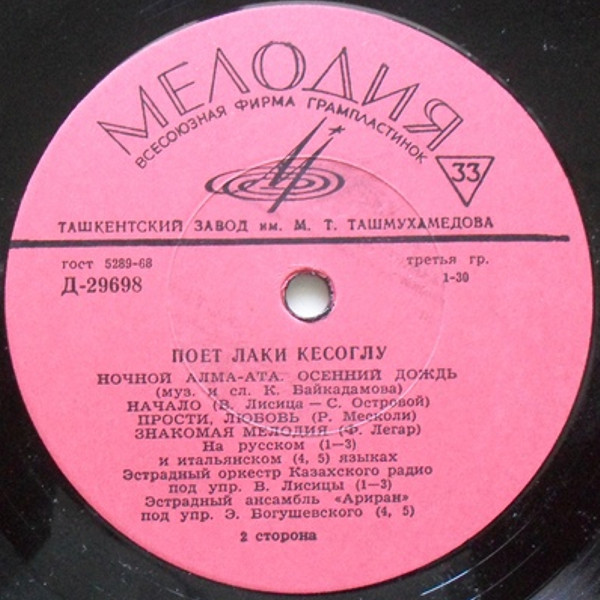 МЕЛОДИЯ
ВСЕСОЮЗНАЯ ФИРМА ГРАМПЛАСТИНОК
33
ТАШКЕНТСКИЙ ЗАВОД им. М. Т. ТАШМУХАМЕДОВА
гост 5289-68 третья гр.
Д-29698 1-30
ПОЕТ ЛАКИ КЕСОГЛУ
НОЧНОЙ АЛМА-АТА. ОСЕННИЙ ДОЖДЬ
(муз. и сл. К. Байкадамова)
НАЧАЛО (В. Лисица — С. Островой)
ПРОСТИ, ЛЮБОВЬ (Р. Месколи)
ЗНАКОМАЯ МЕЛОДИЯ (Ф. Легар)
На русском (1—3)
и итальянском (4, 5) языках
Эстрадный оркестр Казахского радио
под упр. В. Лисицы (1—3)
Эстрадный ансамбль «Ариран»
под упр. Э. Богушевского (4, 5)
2 сторона